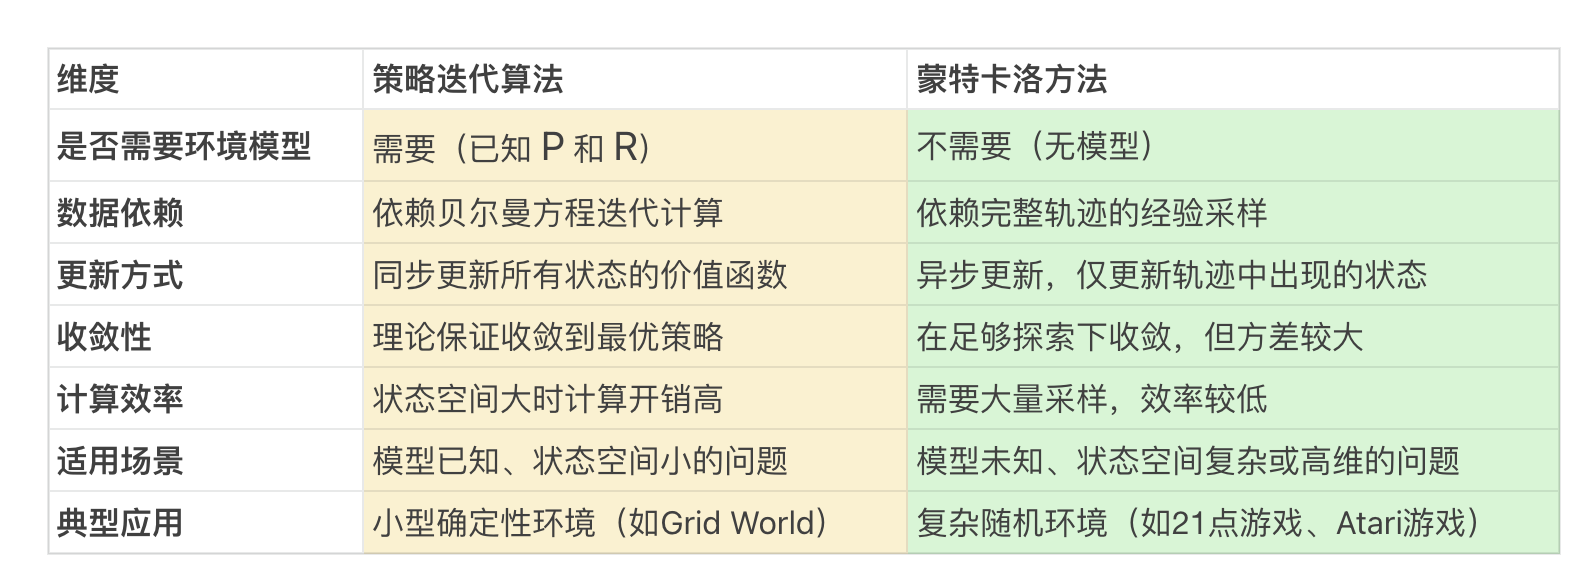 维度 策略迭代算法 蒙特卡洛方法
是否需要环境模型 需要（已知 P 和 R） 不需要（无模型）
数据依赖 依赖贝尔曼方程迭代计算 依赖完整轨迹的经验采样
更新方式 同步更新所有状态的价值函数 异步更新，仅更新轨迹中出现的状态
收敛性 理论保证收敛到最优策略 在足够探索下收敛，但方差较大
计算效率 状态空间大时计算开销高 需要大量采样，效率较低
适用场景 模型已知、状态空间小的问题 模型未知、状态空间复杂或高维的问题
典型应用 小型确定性环境（如Grid World） 复杂随机环境（如21点游戏、Atari游戏）